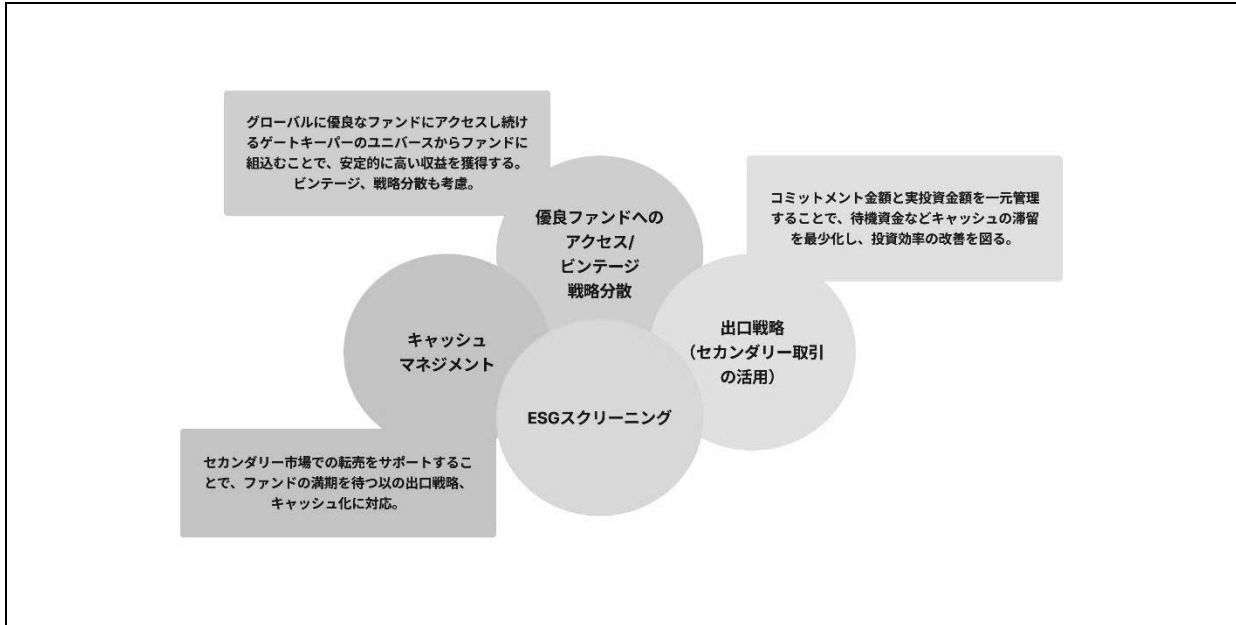 グローバルに優良なファンドにアクセスし続け
るゲートキーパーのユニバースからファンドに
組込むことで、安定的に高い収益を獲得する。
ビンテージ、戦略分散も考慮。
コミットメント金額と実投資金額を一元管理
することで、待機資金などキャッシュの滞留
を最少化し、投資効率の改善を図る。
優良ファンドへの
アクセス/
ビンテージ
戦略分散
キャッシュ
マネジメント
出口戦略
（セカンダリー取引
の活用）
ESGスクリーニング
セカンダリー市場での転売をサポートするこ
とで、ファンドの満期を待つ以の出口戦略、
キャッシュ化に対応。